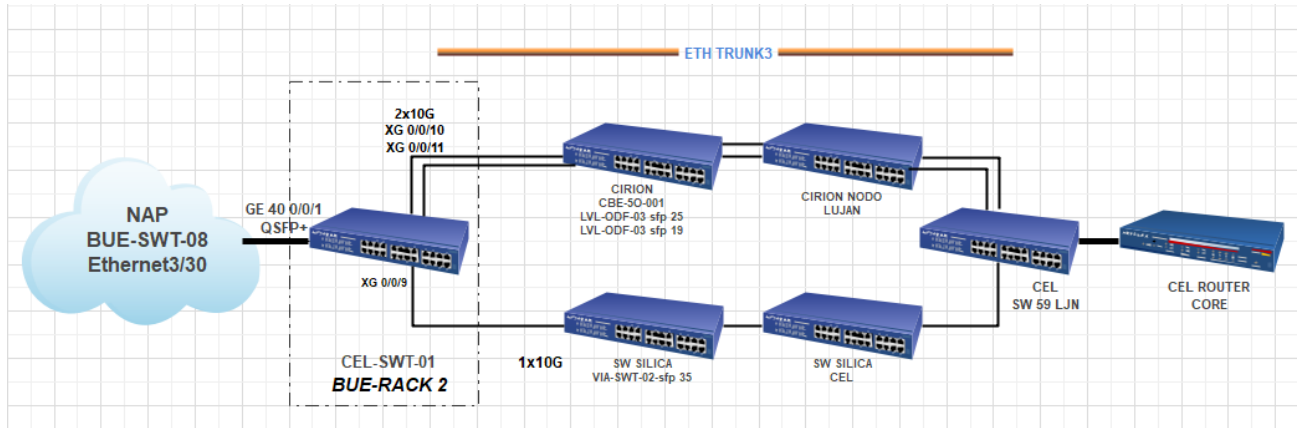 ETH TRUNK3
2x10G
XG 0/0/10
XG 0/0/11
NAP
BUE-SWT-08
Ethernet3/30
GE 40 0/0/1
QSFP+
XG 0/0/9
CEL-SWT-01
BUE-RACK 2
CIRION
CBE-5O-001
LVL-ODF-03 sfp 25
LVL-ODF-03 sfp 19
CIRION NODO
LUJAN
1x10G
SW SILICA
VIA-SWT-02-sfp 35
SW SILICA
CEL
CEL
SW 59 LJN
CEL ROUTER
CORE